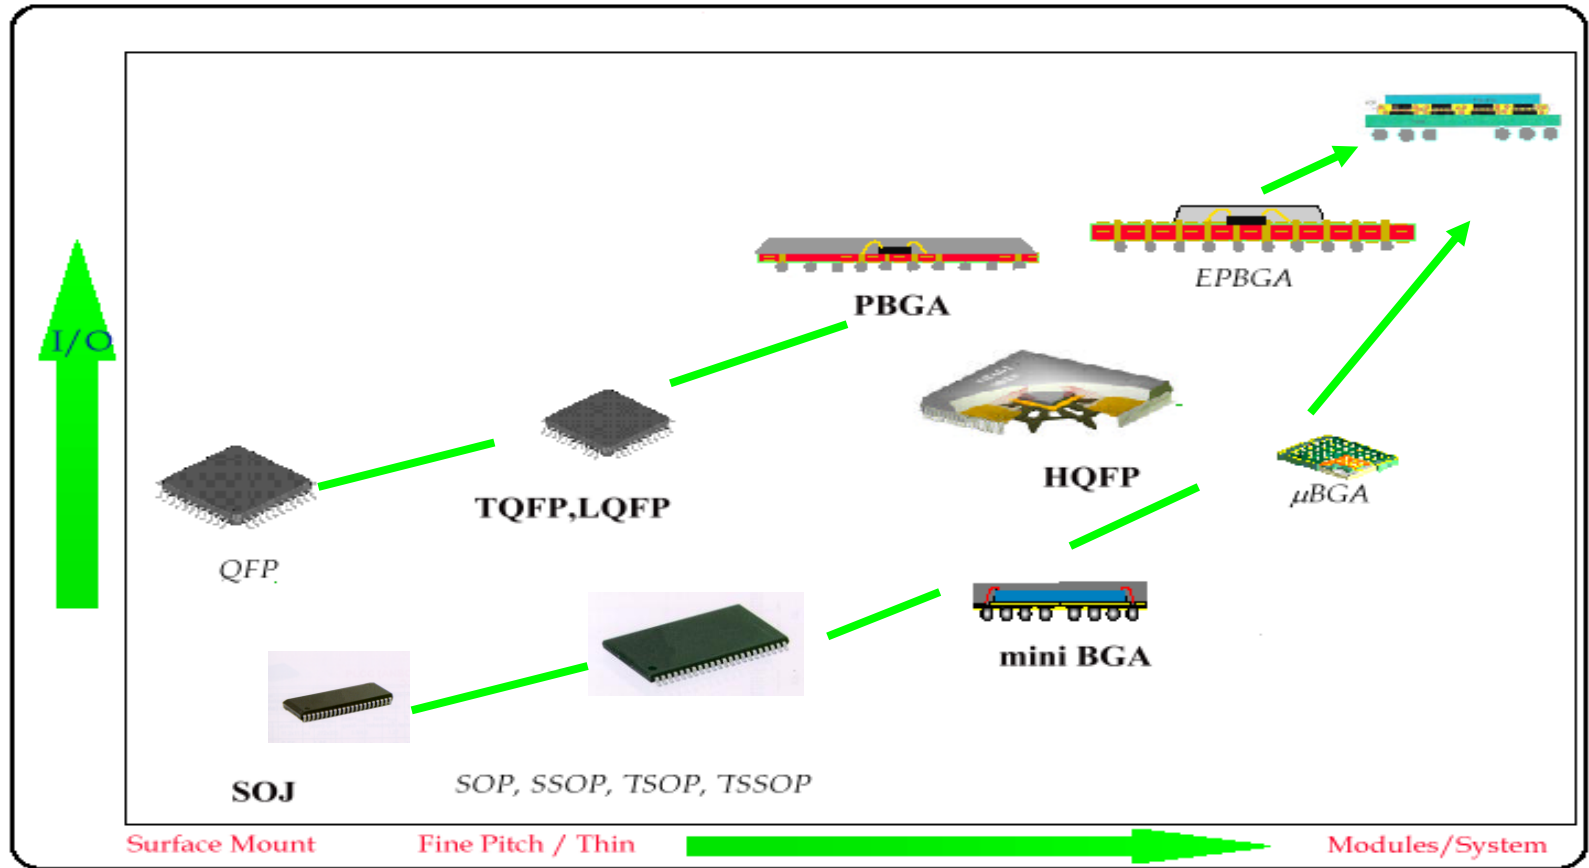 EPBGA
PBGA
I/O
HQFP
µBGA
TQFP,LQFP
QFP
mini BGA
SOP, SSOP, TSOP, TSSOP
SOJ
Surface Mount
Fine Pitch / Thin
Modules/System